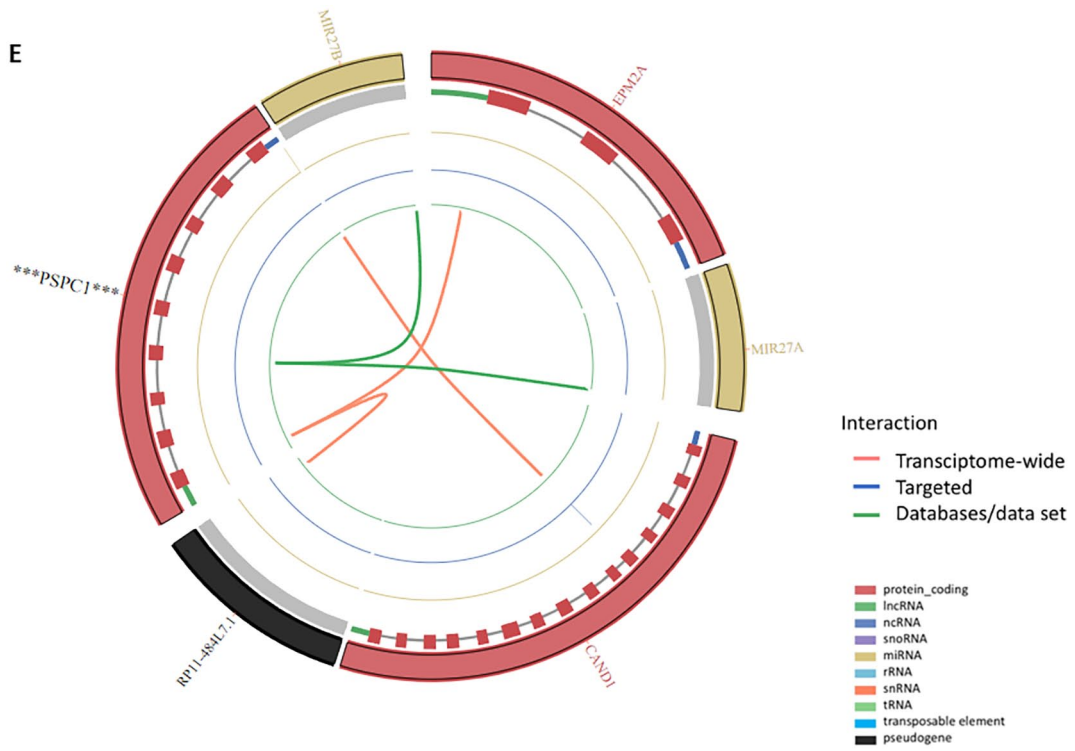 E
MIR27B
EPM2A
***PSPC1***
MIR27A
RP11-484L7.1
CAND1
Interaction
Transciptome-wide
Targeted
Databases/data set
protein_coding
lncRNA
ncRNA
snoRNA
miRNA
rRNA
snRNA
tRNA
transposable element
pseudogene